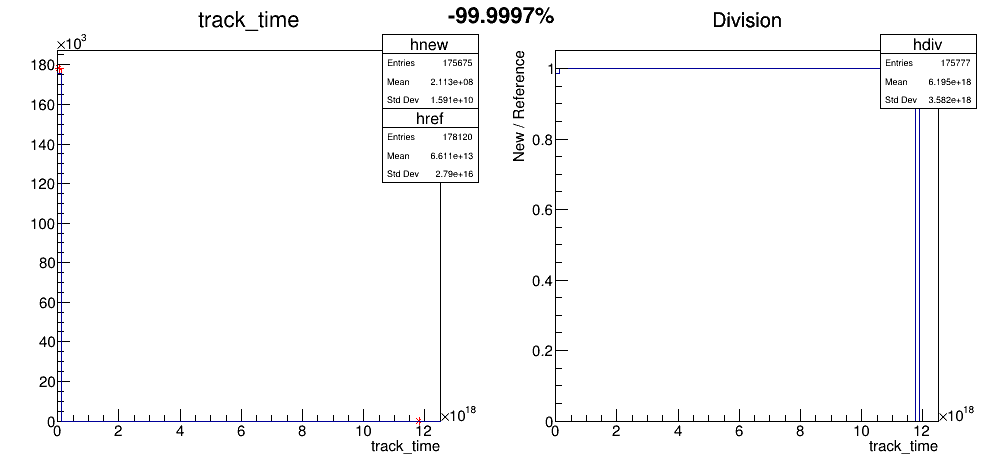 -99.9997%
track_time
×10³
180
160
140
120
100
80
60
40
20
0
0 2 4 6 8 10 12 ×10¹⁸
track_time
hnew
Entries 175675
Mean 2.113e+08
Std Dev 1.591e+10
href
Entries 178120
Mean 6.611e+13
Std Dev 2.79e+16
Division
New / Reference
1
0.8
0.6
0.4
0.2
0
0 2 4 6 8 10 12 ×10¹⁸
track_time
hdiv
Entries 175777
Mean 6.195e+18
Std Dev 3.582e+18